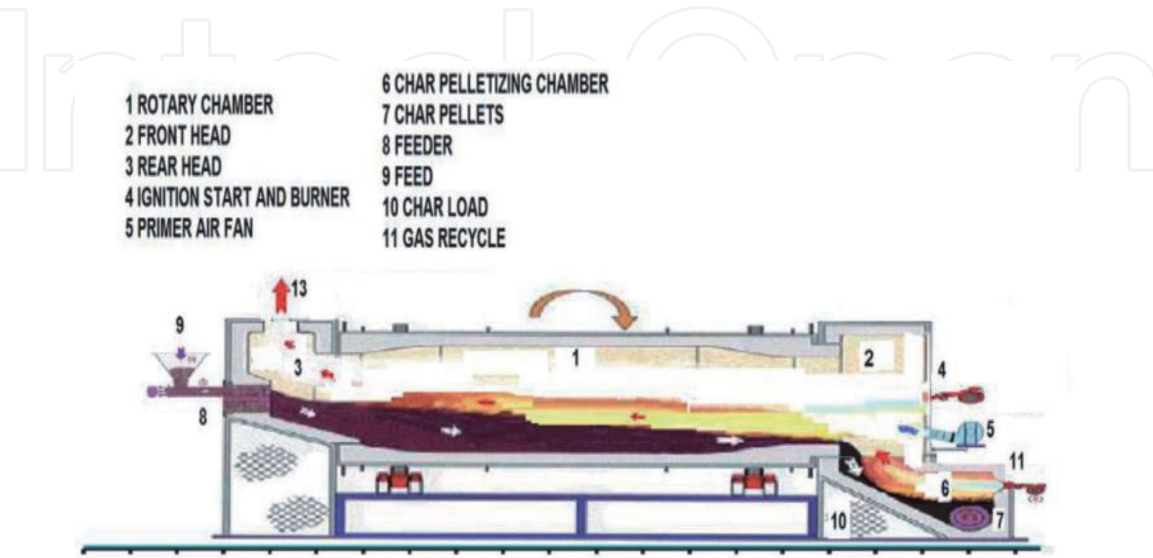 IntechOpen
1 ROTARY CHAMBER
2 FRONT HEAD
3 REAR HEAD
4 IGNITION START AND BURNER
5 PRIMER AIR FAN
6 CHAR PELLETIZING CHAMBER
7 CHAR PELLETS
8 FEEDER
9 FEED
10 CHAR LOAD
11 GAS RECYCLE
13
9
3
1
2
4
8
5
11
6
10
7